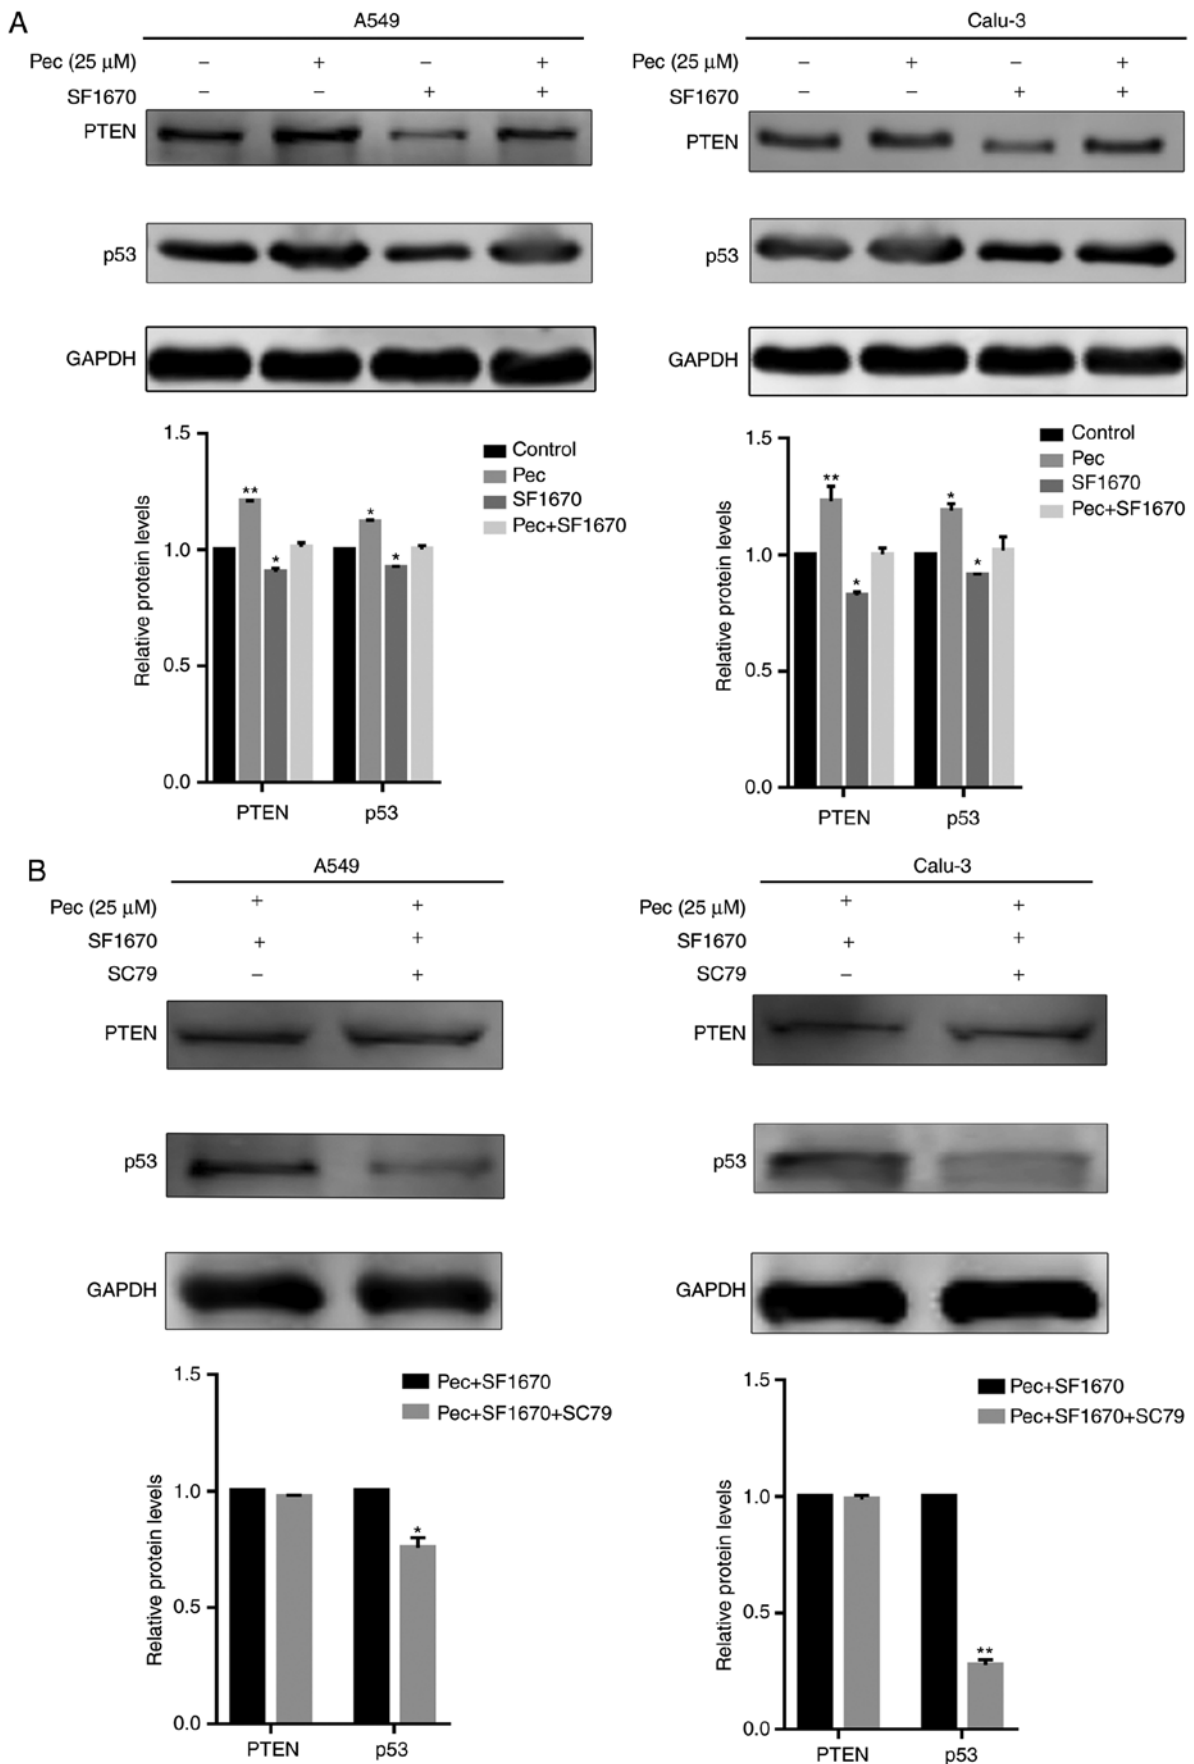 A
A549
Pec (25 µM) – + – +
SF1670 – – + +
PTEN
p53
GAPDH
1.5
1.0
0.5
0.0
Relative protein levels
** * * *
PTEN p53
Control
Pec
SF1670
Pec+SF1670
Calu-3
Pec (25 µM) – + – +
SF1670 – – + +
PTEN
p53
GAPDH
1.5
1.0
0.5
0.0
Relative protein levels
** * * *
PTEN p53
Control
Pec
SF1670
Pec+SF1670
B
A549
Pec (25 µM) + +
SF1670 + +
SC79 – +
PTEN
p53
GAPDH
1.5
1.0
0.5
0.0
Relative protein levels
*
PTEN p53
Pec+SF1670
Pec+SF1670+SC79
Calu-3
Pec (25 µM) + +
SF1670 + +
SC79 – +
PTEN
p53
GAPDH
1.5
1.0
0.5
0.0
Relative protein levels
**
PTEN p53
Pec+SF1670
Pec+SF1670+SC79